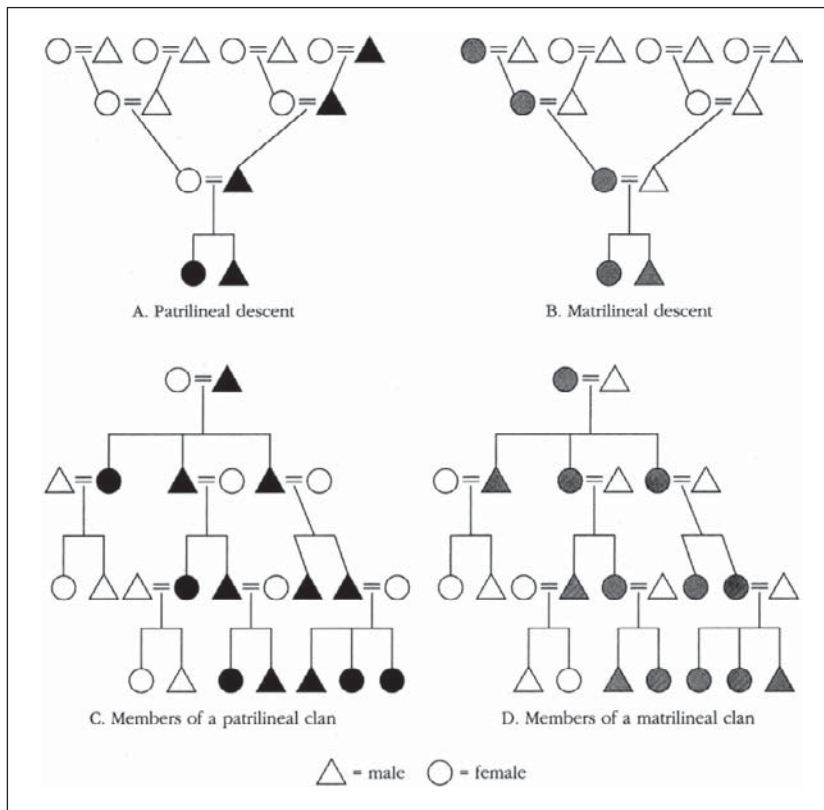 A. Patrilineal descent
B. Matrilineal descent
C. Members of a patrilineal clan
D. Members of a matrilineal clan
= male
= female